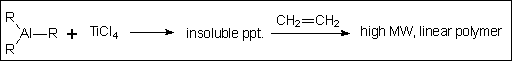 R
R Al—R + TiCl4 → insoluble ppt. CH2=CH2 → high MW, linear polymer
R